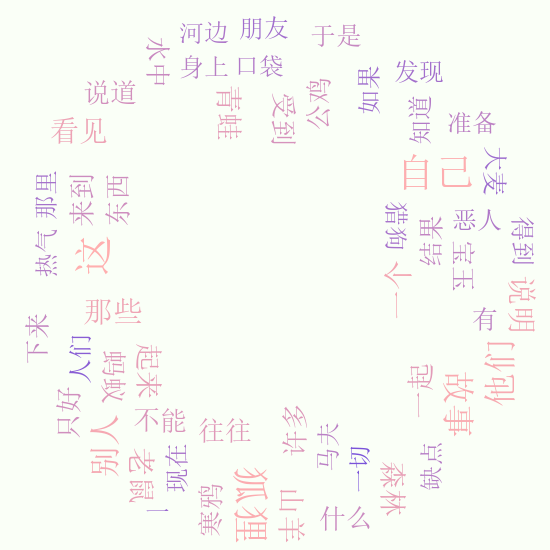 河边 朋友 于是
水中 身上 口袋 如果 发现
说道 青蛙 受到 公鸡 知道 准备
看见 自己 大麦
那里 来到 东西 猎狗 结果 恶人 得到
热气 这 一个 宝玉 说明
那些 有
下来 人们 蚂蚁 起来 一起 故事 他们
只好 别人 不能 往往 许多 马夫
老鼠 现在 一切 森林 缺点
一 寒鸦 狐狸 山羊 什么